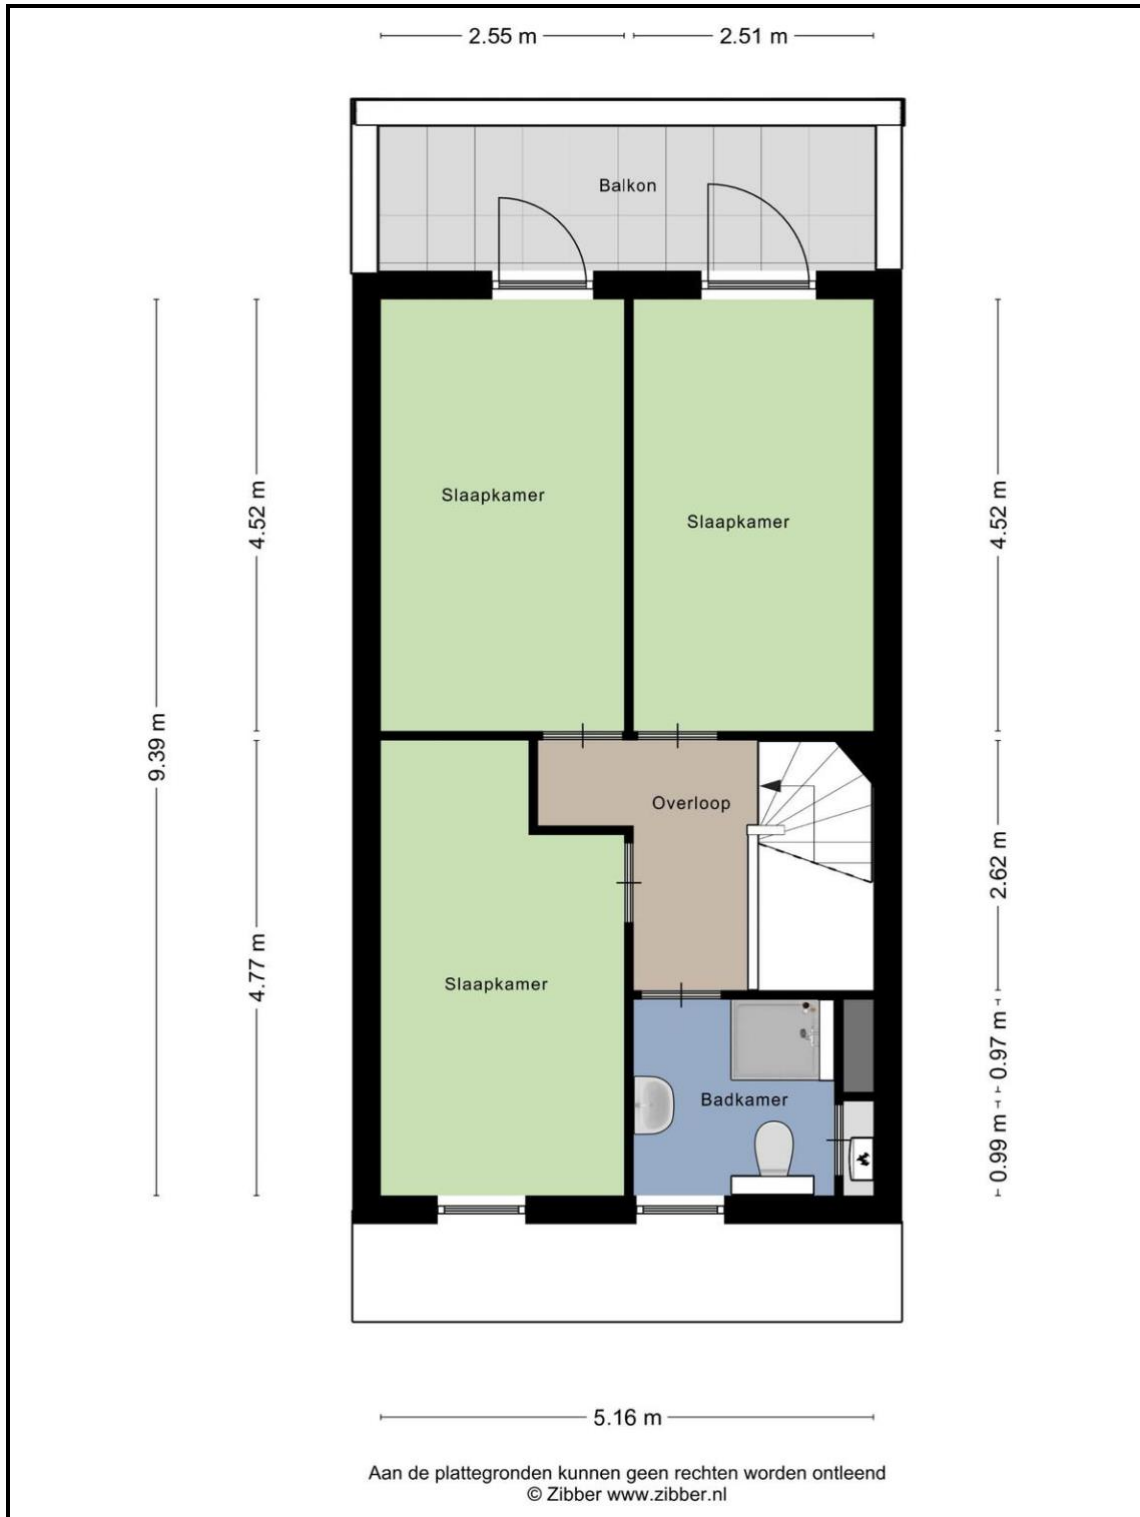 2.55 m 2.51 m
Balkon
Slaapkamer
Slaapkamer
4.52 m
4.52 m
9.39 m
Overloop
2.62 m
4.77 m
Slaapkamer
0.97 m
Badkamer
0.99 m
5.16 m
Aan de plattegronden kunnen geen rechten worden ontleend
© Zibber www.zibber.nl